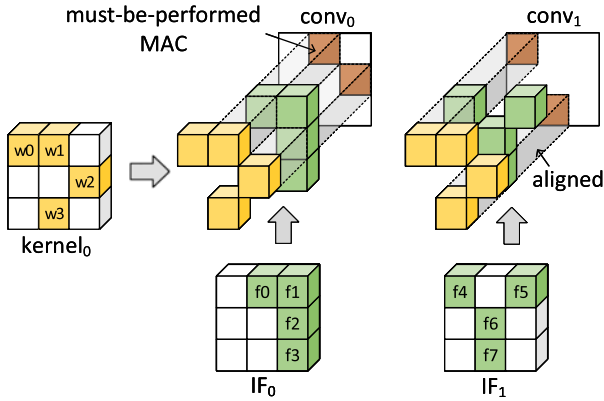 must-be-performed
MAC
conv0
conv1
w0 w1
w2
w3
kernel0
aligned
f0 f1
f2
f3
IF0
f4 f5
f6
f7
IF1